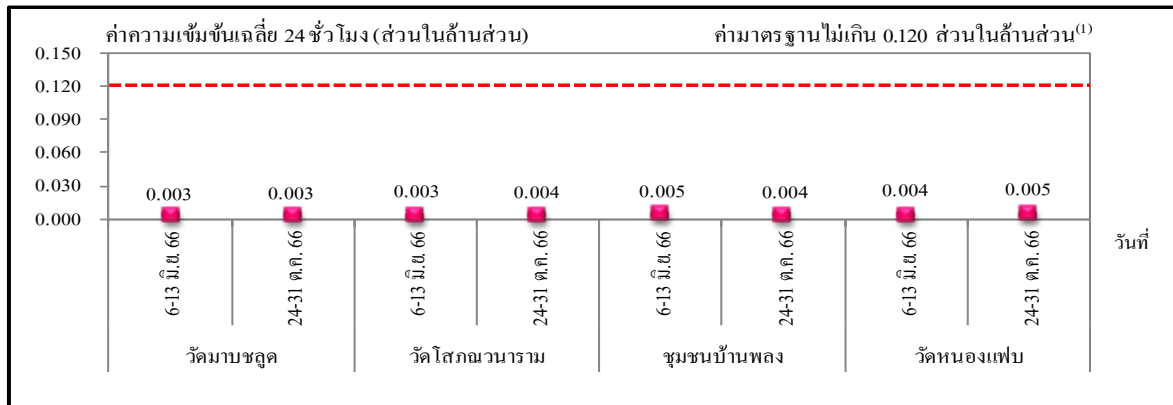 ค่าความเข้มข้นเฉลี่ย 24 ชั่วโมง (ส่วนในล้านส่วน) ค่ามาตรฐานไม่เกิน 0.120 ส่วนในล้านส่วน(1)
0.150
0.120
0.090
0.060
0.030
0.000
0.003 0.003 0.003 0.004 0.005 0.004 0.004 0.005
6-13 มิ.ย. 66 24-31 ต.ค. 66 6-13 มิ.ย. 66 24-31 ต.ค. 66 6-13 มิ.ย. 66 24-31 ต.ค. 66 6-13 มิ.ย. 66 24-31 ต.ค. 66
วันที่
วัดมาบชลูด วัดโสภณวนาราม ชุมชนบ้านพลง วัดหนองแฟบ